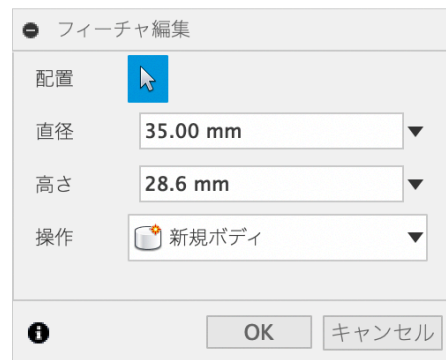 フィーチャ編集
配置
直径 35.00 mm
高さ 28.6 mm
操作 新規ボディ
OK キャンセル